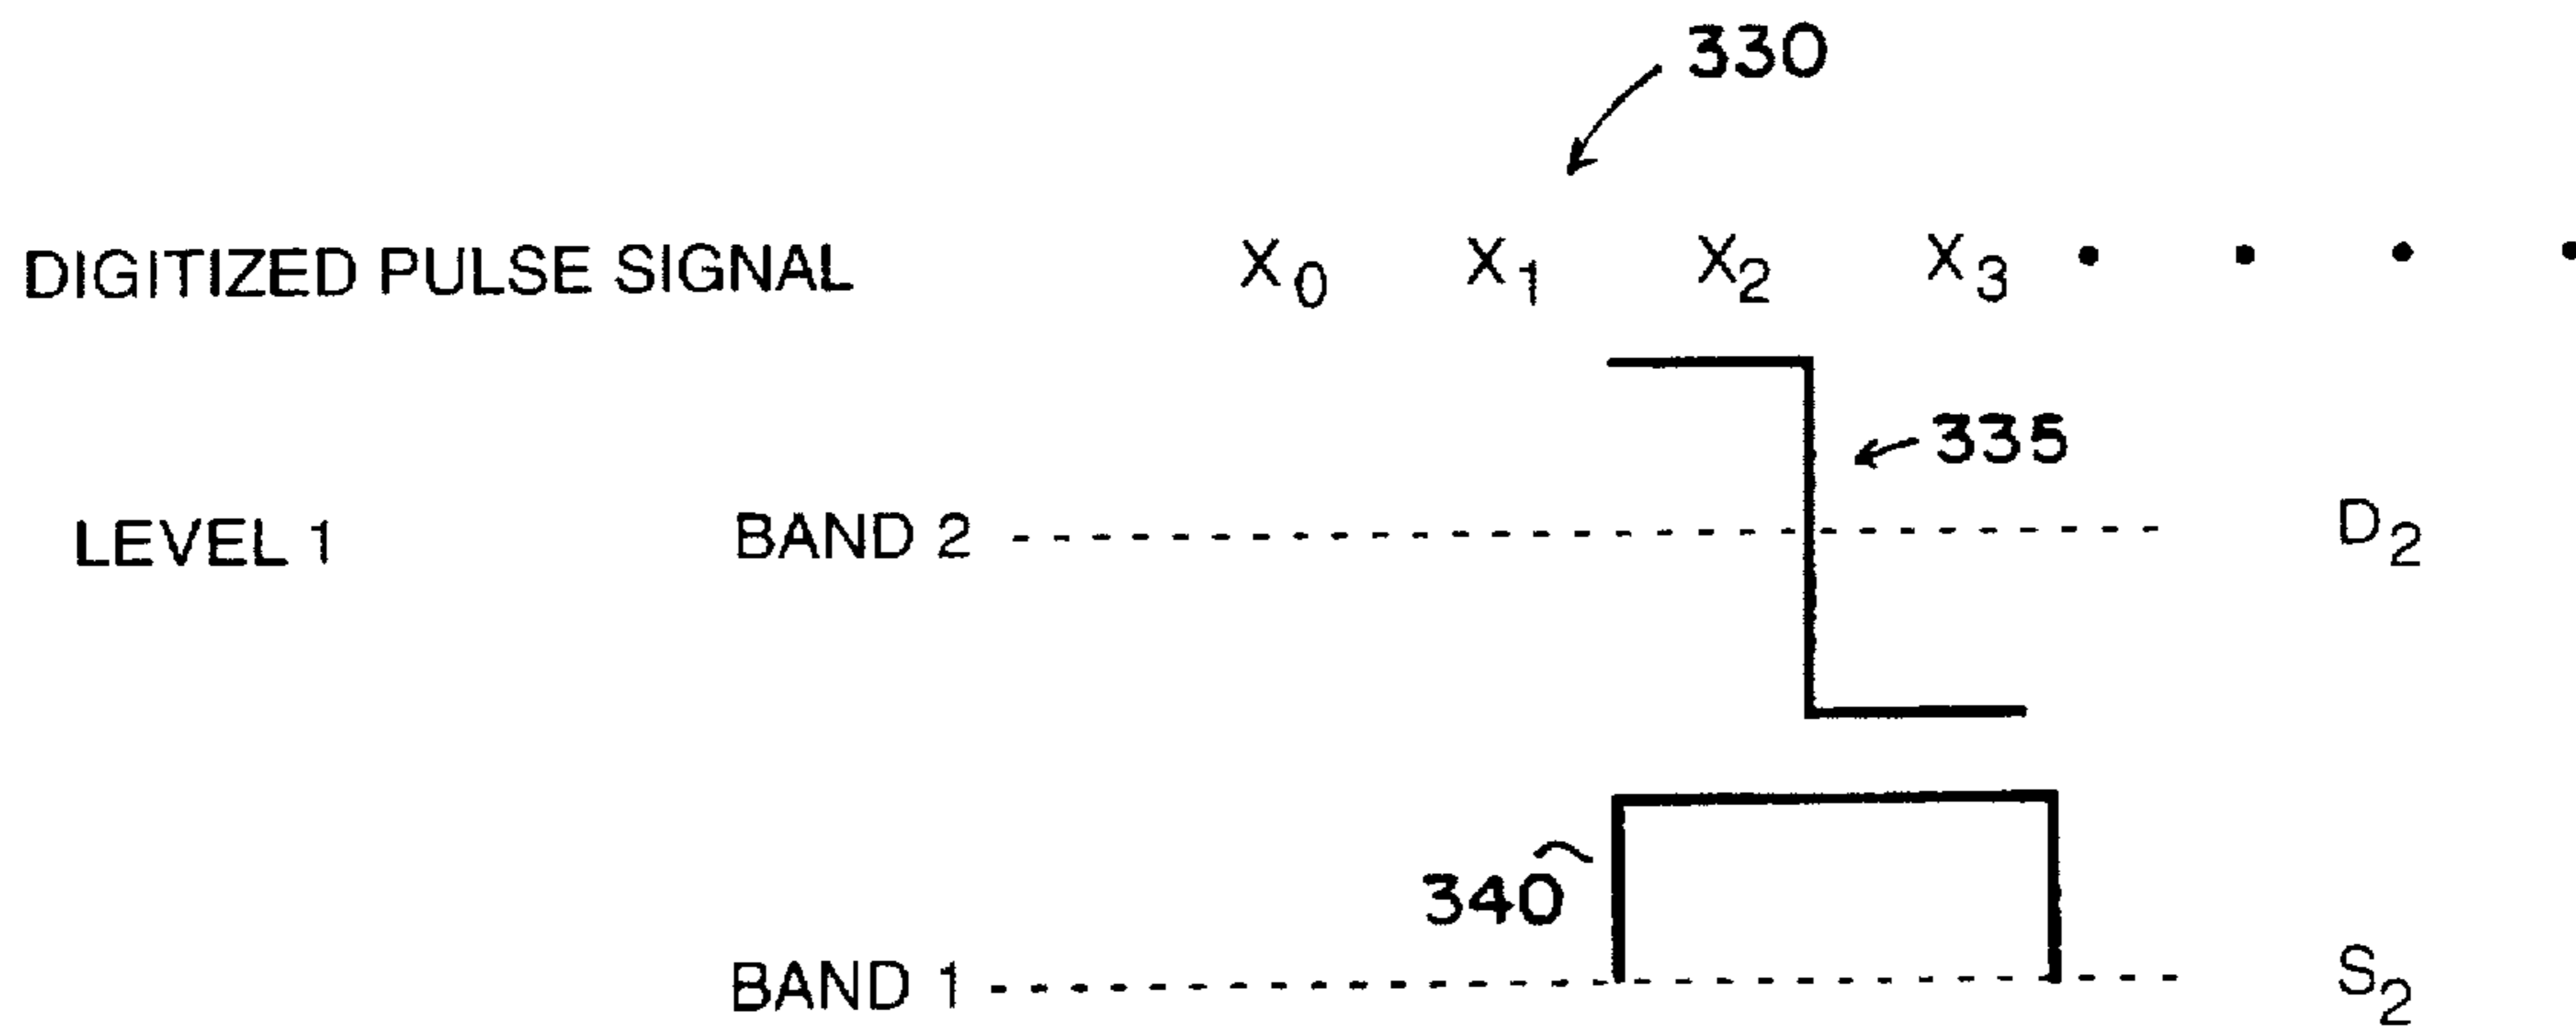 330
DIGITIZED PULSE SIGNAL X₀ X₁ X₂ X₃ • • • •
335
LEVEL 1 BAND 2 D₂
340
BAND 1 S₂